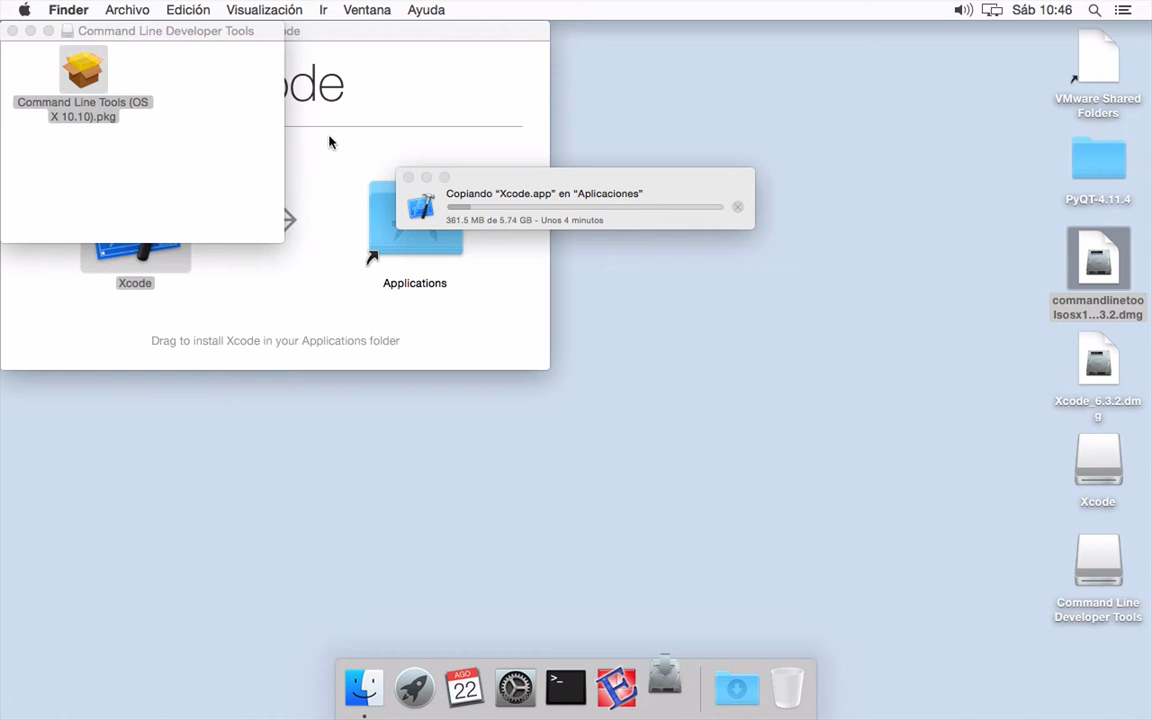 Finder Archivo Edición Visualización Ir Ventana Ayuda Sáb 10:46
Command Line Developer Tools
ode
Command Line Tools (OS
X 10.10).pkg
ode
Copiando “Xcode.app” en “Aplicaciones”
361.5 MB de 5.74 GB - Unos 4 minutos
Xcode
Applications
Drag to install Xcode in your Applications folder
VMware Shared
Folders
PyQT-4.11.4
commandlinetoo
lsosx1...3.2.dmg
Xcode_6.3.2.dm
g
Xcode
Command Line
Developer Tools
AGO
22
>_
E